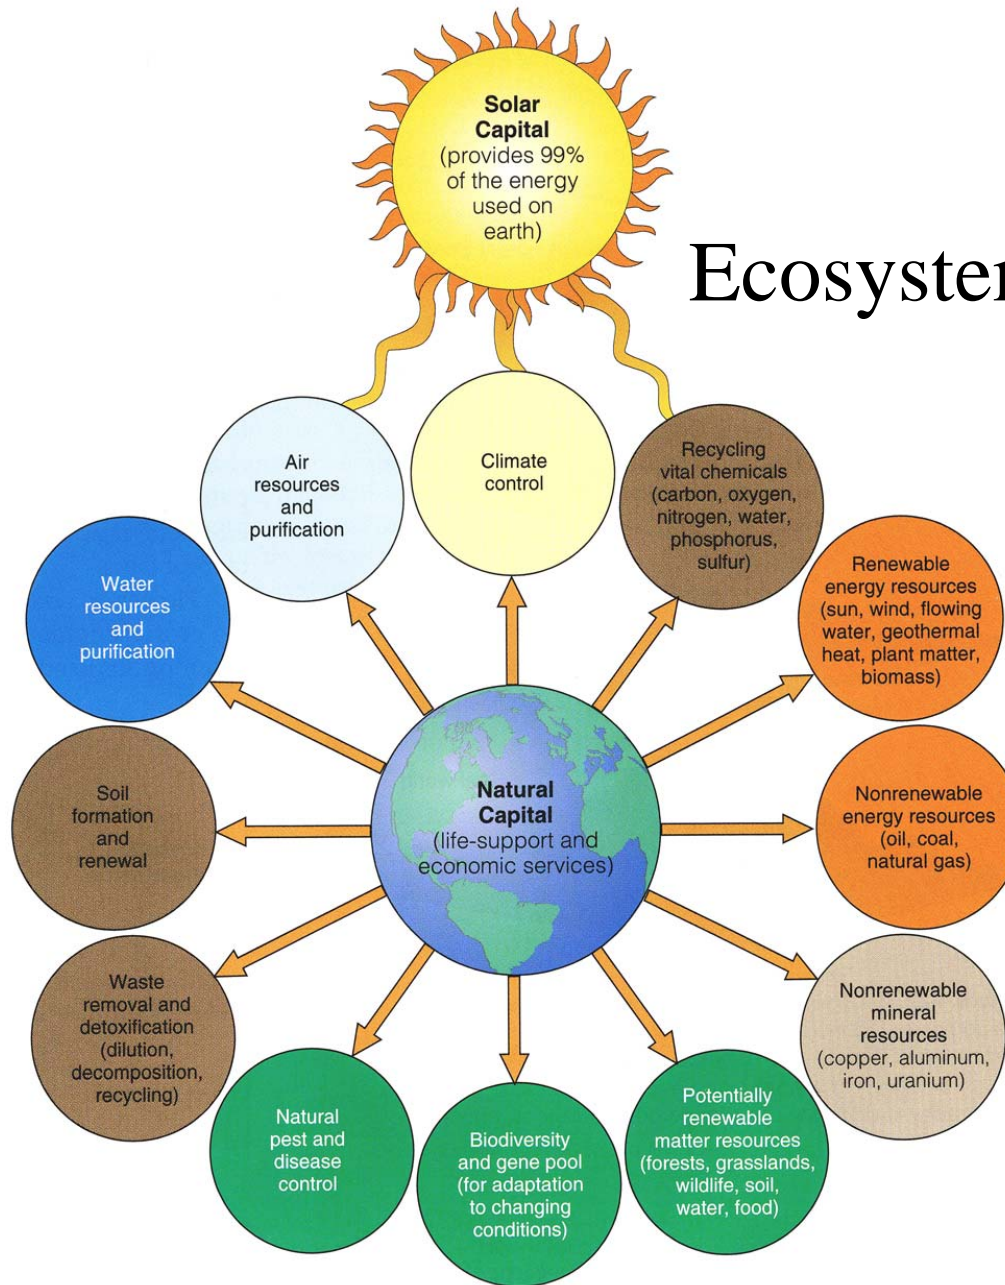 Solar
Capital
(provides 99%
of the energy
used on
earth)
Air
resources
and
purification
Climate
control
Recycling
vital chemicals
(carbon, oxygen,
nitrogen, water,
phosphorus,
sulfur)
Water
resources
and
purification
Renewable
energy resources
(sun, wind, flowing
water, geothermal
heat, plant matter,
biomass)
Soil
formation
and
renewal
Natural
Capital
(life-support and
economic services)
Nonrenewable
energy resources
(oil, coal,
natural gas)
Waste
removal and
detoxification
(dilution,
decomposition,
recycling)
Nonrenewable
mineral
resources
(copper, aluminum,
iron, uranium)
Natural
pest and
disease
control
Biodiversity
and gene pool
(for adaptation
to changing
conditions)
Potentially
renewable
matter resources
(forests, grasslands,
wildlife, soil,
water, food)